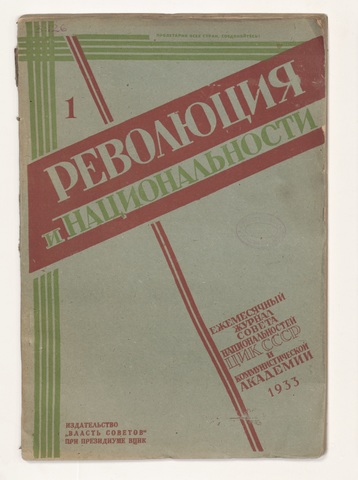 ПРОЛЕТАРИИ ВСЕХ СТРАН, СОЕДИНЯЙТЕСЬ!
1
РЕВОЛЮЦИЯ
И НАЦИОНАЛЬНОСТИ
ЕЖЕМЕСЯЧНЫЙ
ЖУРНАЛ
СОВЕТА
НАЦИОНАЛЬНОСТЕЙ
ЦИК СССР
И
КОММУНИСТИЧЕСКОЙ
АКАДЕМИИ
1933
ИЗДАТЕЛЬСТВО
„ВЛАСТЬ СОВЕТОВ"
ПРИ ПРЕЗИДИУМЕ ВЦИК